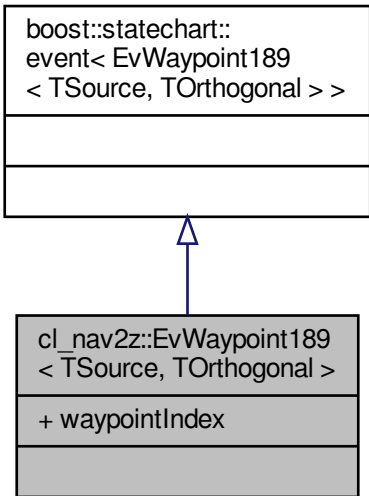 boost::statechart::
event< EvWaypoint189
< TSource, TOrthogonal > >
cl_nav2z::EvWaypoint189
< TSource, TOrthogonal >
+ waypointIndex